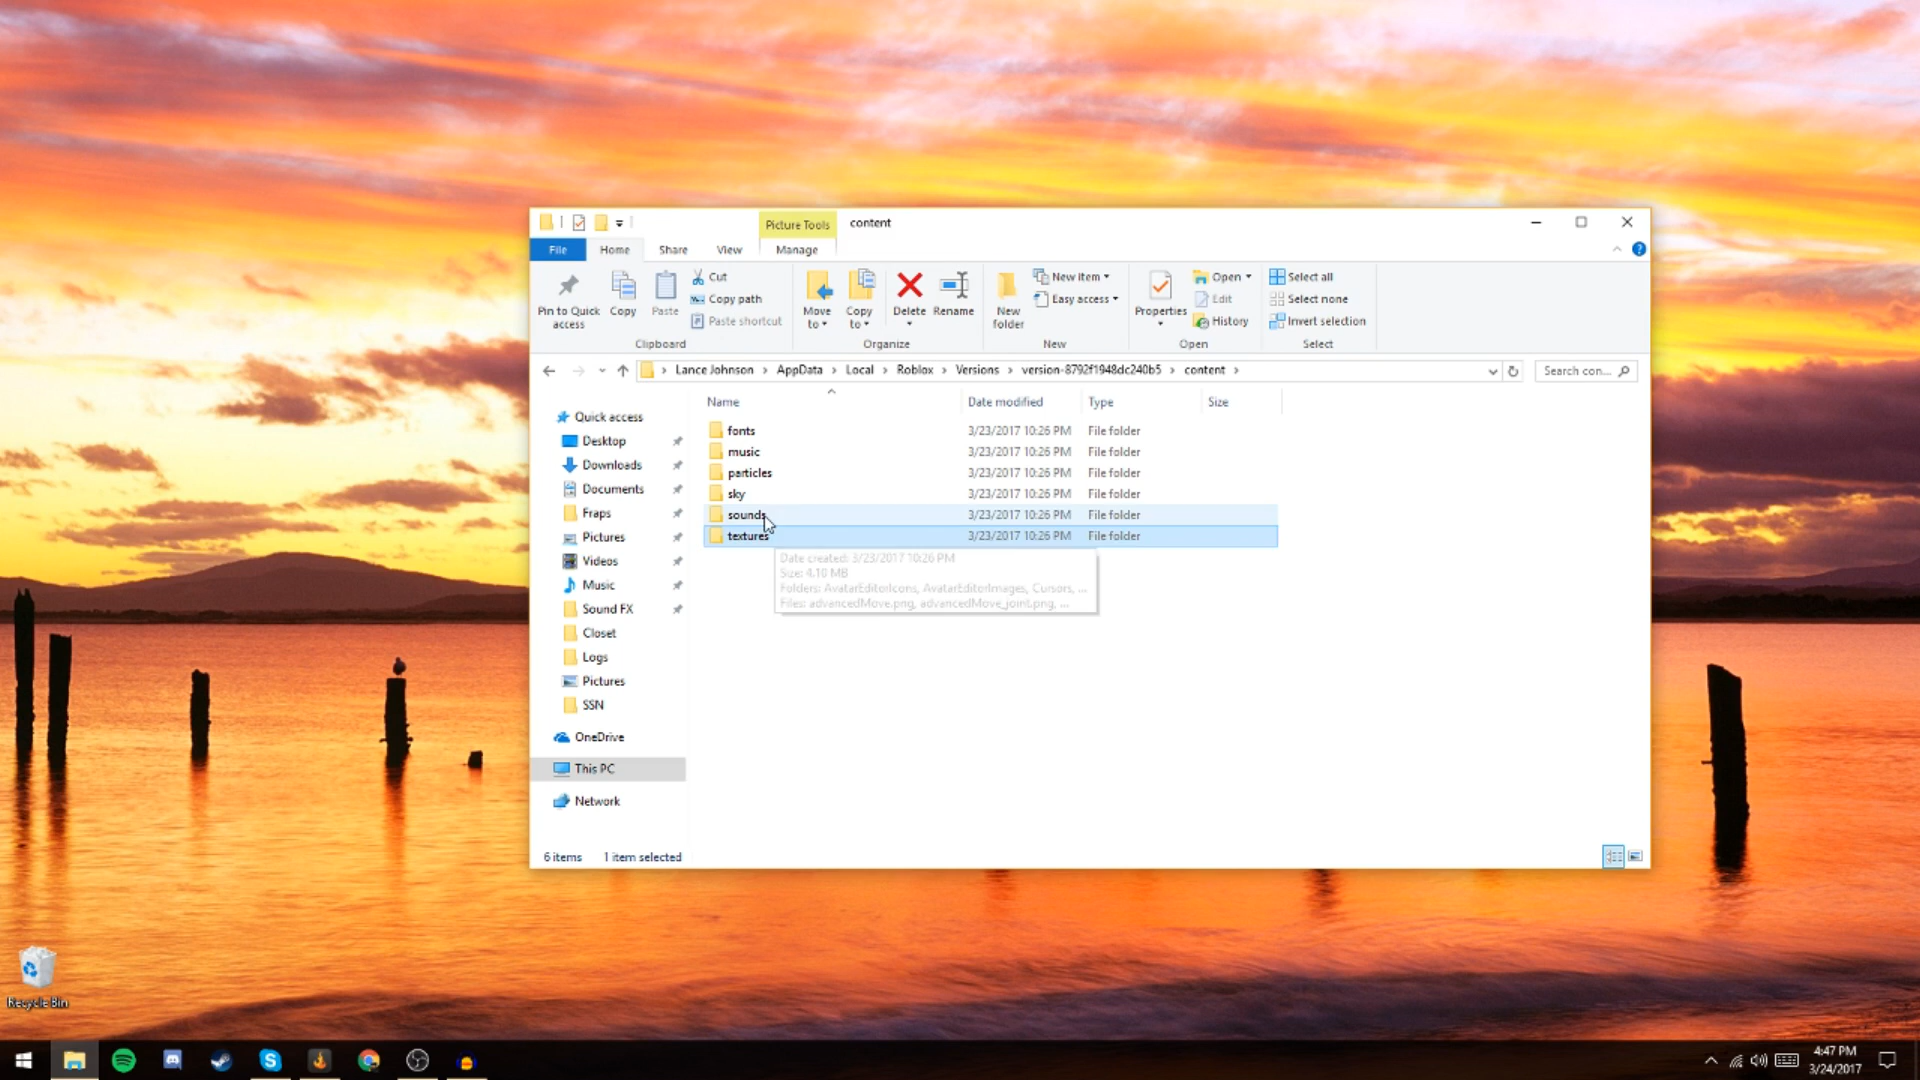 Picture Tools
content
File
Home
Share
View
Manage
Pin to Quick access
Copy
Paste
Cut
Copy path
Paste shortcut
Clipboard
Move to
Copy to
Delete
Rename
Organize
New folder
New item
Easy access
New
Properties
Open
Edit
History
Open
Select all
Select none
Invert selection
Select
Lance Johnson > AppData > Local > Roblox > Versions > version-8792f1948dc240b5 > content >
Search con...
Name Date modified Type Size
fonts 3/23/2017 10:26 PM File folder
music 3/23/2017 10:26 PM File folder
particles 3/23/2017 10:26 PM File folder
sky 3/23/2017 10:26 PM File folder
sounds 3/23/2017 10:26 PM File folder
textures 3/23/2017 10:26 PM File folder
Date created: 3/23/2017 10:26 PM
Size: 4.10 MB
Folders: AvatarEditorIcons, AvatarEditorImages, Cursors, ...
Files: advancedMove.png, advancedMove_joint.png, ...
Quick access
Desktop
Downloads
Documents
Fraps
Pictures
Videos
Music
Sound FX
Closet
Logs
Pictures
SSN
OneDrive
This PC
Network
6 items 1 item selected
Recycle Bin
4:47 PM
3/24/2017